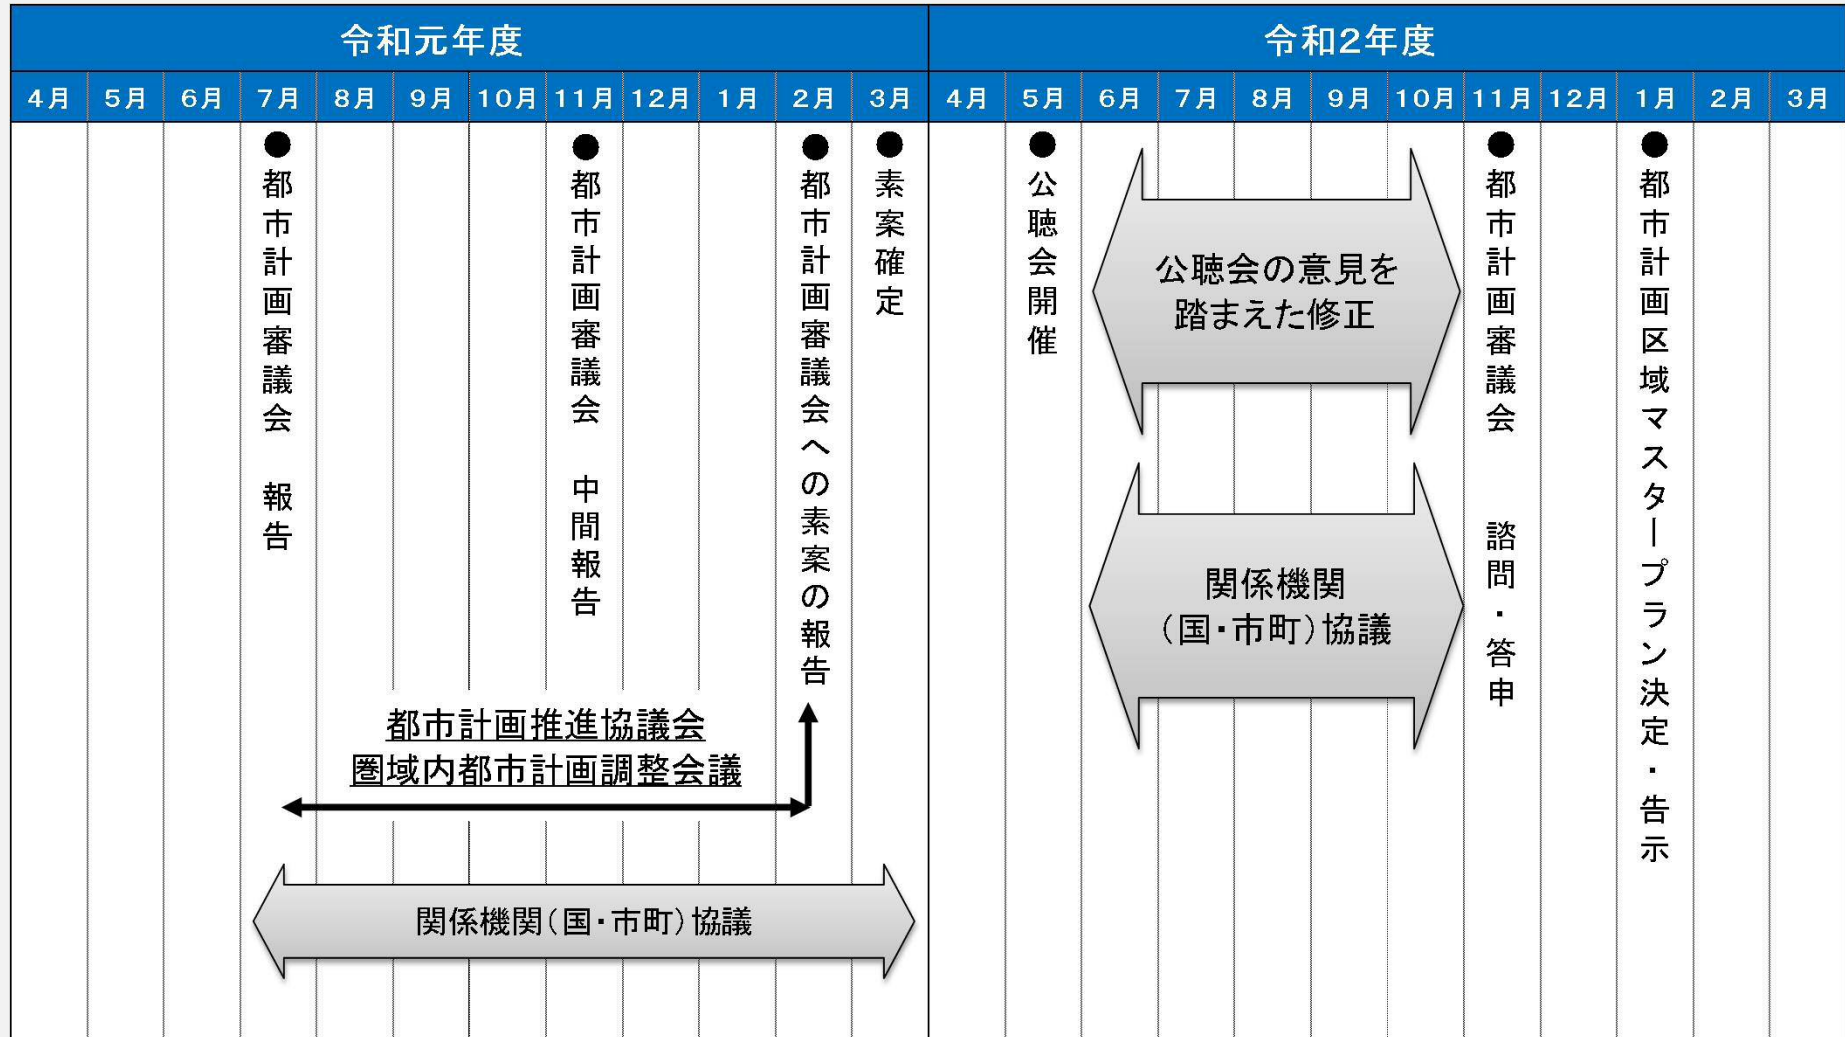 令和元年度
令和2年度
4月 5月 6月 7月 8月 9月 10月 11月 12月 1月 2月 3月 4月 5月 6月 7月 8月 9月 10月 11月 12月 1月 2月 3月
●都市計画審議会 報告
●都市計画審議会 中間報告
●都市計画審議会への素案の報告
●素案確定
都市計画推進協議会
圏域内都市計画調整会議
関係機関(国・市町)協議
●公聴会開催
公聴会の意見を
踏まえた修正
関係機関
(国・市町)協議
●都市計画審議会 諮問・答申
●都市計画区域マスタープラン決定・告示